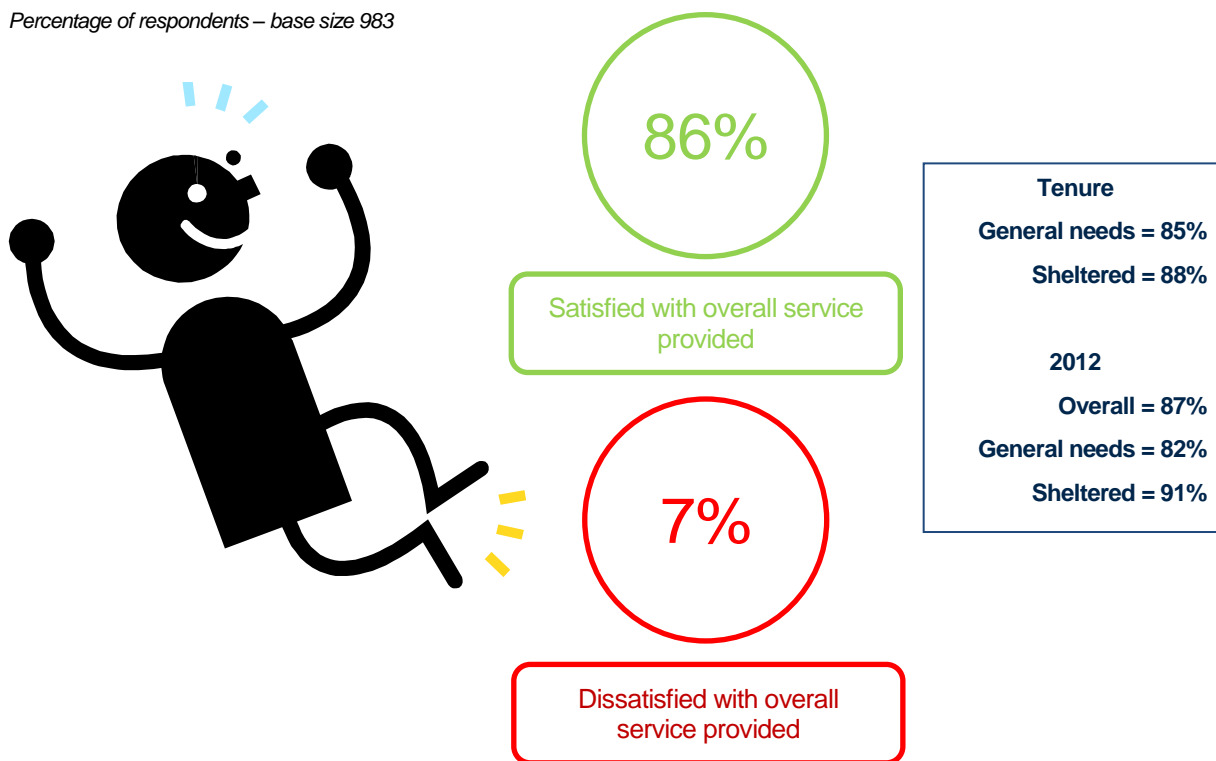 Percentage of respondents – base size 983
86%
Satisfied with overall service
provided
7%
Dissatisfied with overall
service provided
Tenure
General needs = 85%
Sheltered = 88%
2012
Overall = 87%
General needs = 82%
Sheltered = 91%